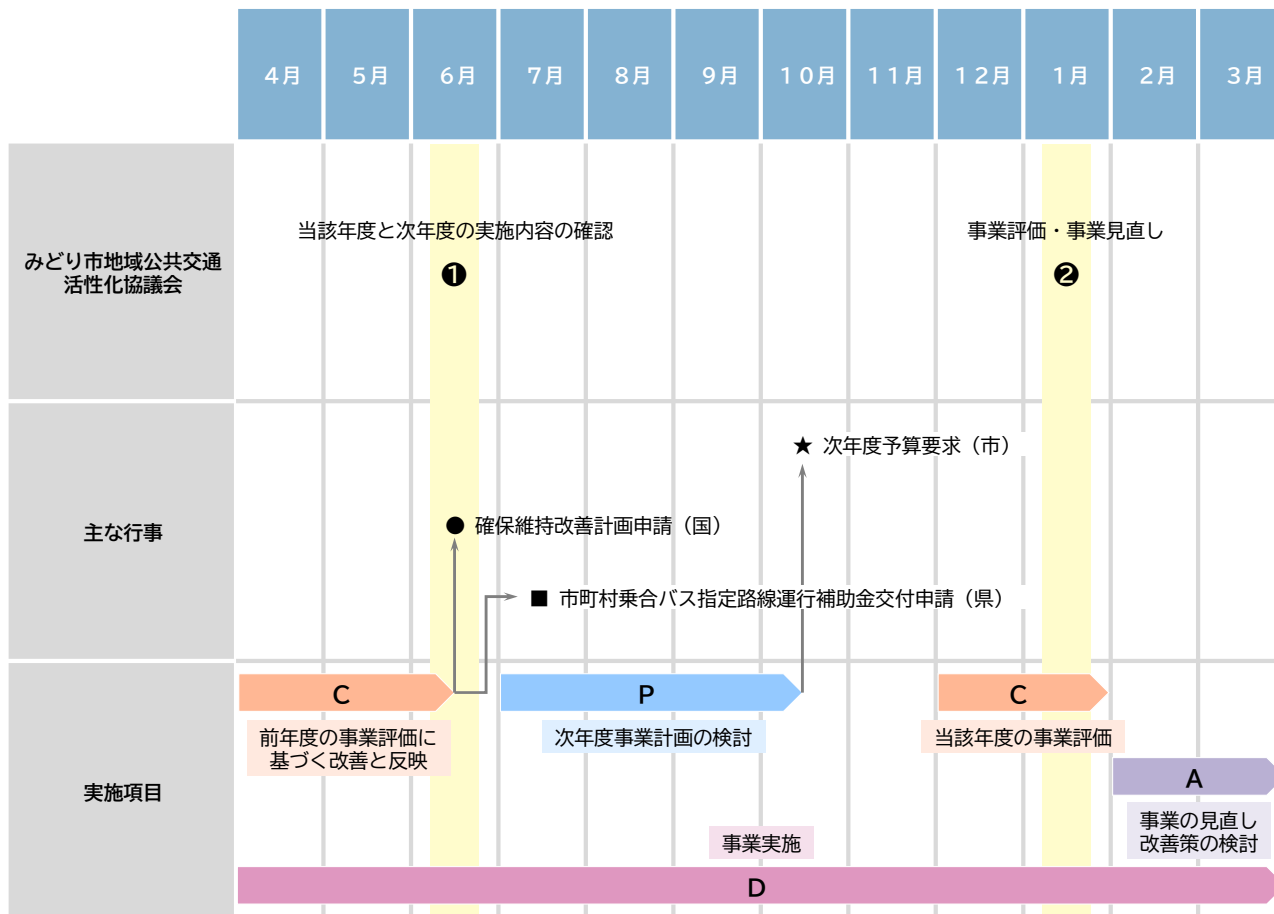 4月 5月 6月 7月 8月 9月 10月 11月 12月 1月 2月 3月
みどり市地域公共交通
活性化協議会
当該年度と次年度の実施内容の確認
❶
事業評価・事業見直し
❷
主な行事
★ 次年度予算要求（市）
● 確保維持改善計画申請（国）
■ 市町村乗合バス指定路線運行補助金交付申請（県）
実施項目
C
前年度の事業評価に
基づく改善と反映
P
次年度事業計画の検討
C
当該年度の事業評価
A
事業の見直し
改善策の検討
事業実施
D